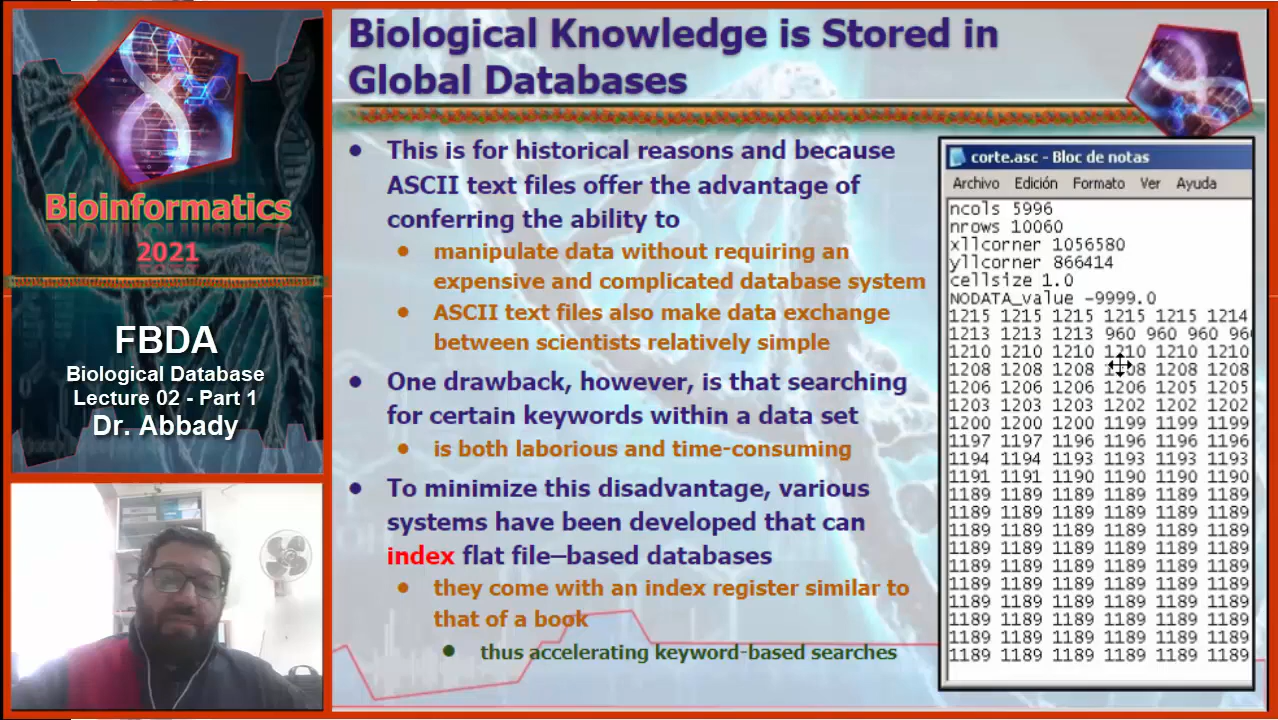 Bioinformatics
2021
FBDA
Biological Database
Lecture 02 - Part 1
Dr. Abbady
Biological Knowledge is Stored in
Global Databases
• This is for historical reasons and because
ASCII text files offer the advantage of
conferring the ability to
• manipulate data without requiring an
expensive and complicated database system
• ASCII text files also make data exchange
between scientists relatively simple
• One drawback, however, is that searching
for certain keywords within a data set
• is both laborious and time-consuming
• To minimize this disadvantage, various
systems have been developed that can
index flat file–based databases
• they come with an index register similar to
that of a book
• thus accelerating keyword-based searches
corte.asc - Bloc de notas
Archivo Edición Formato Ver Ayuda
ncols 5996
nrows 10060
xllcorner 1056580
yllcorner 866414
cellsize 1.0
NODATA_value -9999.0
1215 1215 1215 1215 1215 1214
1213 1213 1213 960 960 960
1210 1210 1210 1210 1210 1210
1208 1208 1208 1208 1208 1208
1206 1206 1206 1206 1205 1205
1203 1203 1203 1202 1202 1202
1200 1200 1200 1199 1199 1199
1197 1197 1196 1196 1196 1196
1194 1194 1193 1193 1193 1193
1191 1191 1190 1190 1190 1190
1189 1189 1189 1189 1189 1189
1189 1189 1189 1189 1189 1189
1189 1189 1189 1189 1189 1189
1189 1189 1189 1189 1189 1189
1189 1189 1189 1189 1189 1189
1189 1189 1189 1189 1189 1189
1189 1189 1189 1189 1189 1189
1189 1189 1189 1189 1189 1189
1189 1189 1189 1189 1189 1189
1189 1189 1189 1189 1189 1189